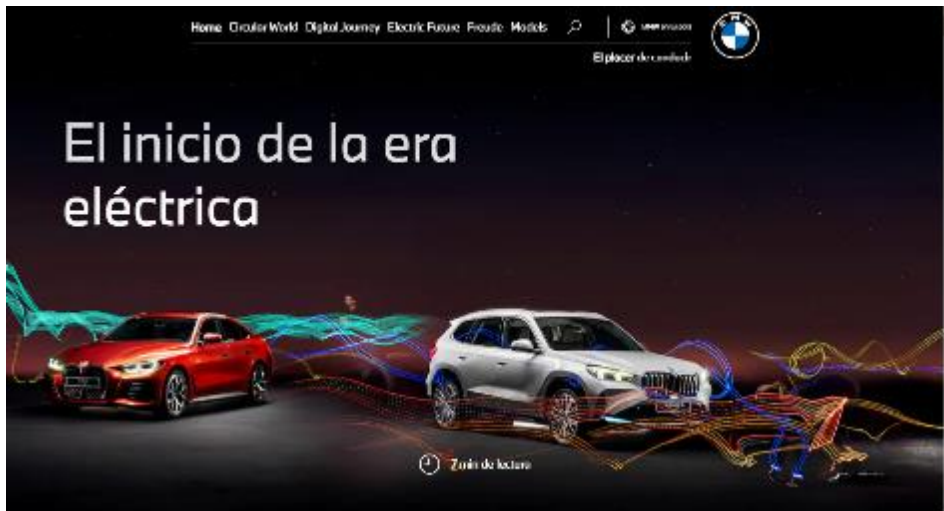 Home Circular World Digital Journey Electric Future Freude Models
El placer de conducir
El inicio de la era
eléctrica
7 min de lectura